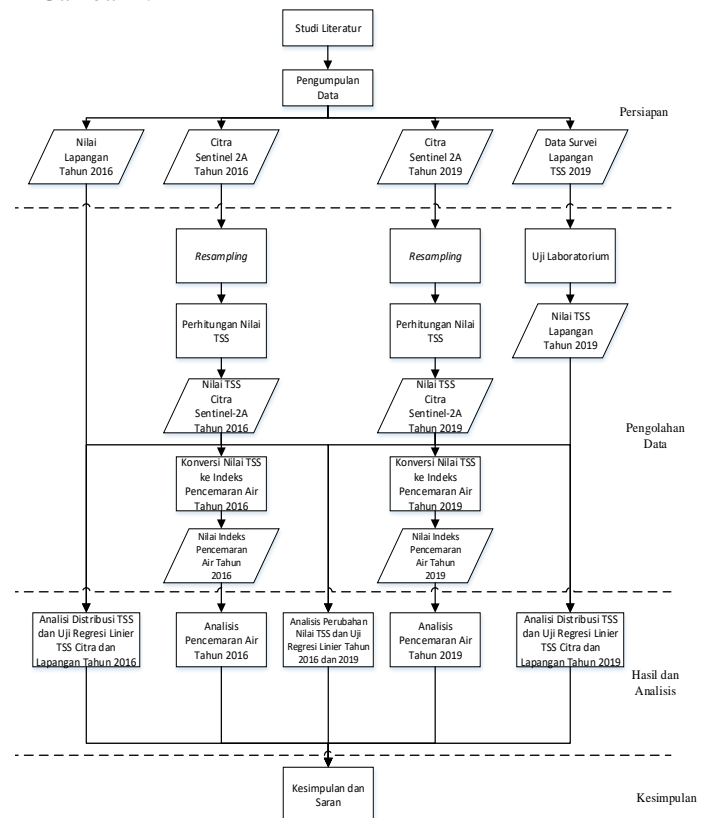 Studi Literatur
Pengumpulan
Data
Persiapan
Nilai
Lapangan
Tahun 2016
Citra
Sentinel 2A
Tahun 2016
Citra
Sentinel 2A
Tahun 2019
Data Survei
Lapangan
TSS 2019
Resampling
Resampling
Uji Laboratorium
Perhitungan Nilai
TSS
Perhitungan Nilai
TSS
Nilai TSS
Lapangan
Tahun 2019
Nilai TSS
Citra
Sentinel-2A
Tahun 2016
Nilai TSS
Citra
Sentinel-2A
Tahun 2019
Pengolahan
Data
Konversi Nilai TSS
ke Indeks
Pencemaran Air
Tahun 2016
Konversi Nilai TSS
ke Indeks
Pencemaran Air
Tahun 2019
Nilai Indeks
Pencemaran
Air Tahun
2016
Nilai Indeks
Pencemaran
Air Tahun
2019
Analisi Distribusi TSS
dan Uji Regresi Linier
TSS Citra dan
Lapangan Tahun 2016
Analisis
Pencemaran Air
Tahun 2016
Analisis Perubahan
Nilai TSS dan Uji
Regresi Linier Tahun
2016 dan 2019
Analisis
Pencemaran Air
Tahun 2019
Analisi Distribusi TSS
dan Uji Regresi Linier
TSS Citra dan
Lapangan Tahun 2019
Hasil dan
Analisis
Kesimpulan dan
Saran
Kesimpulan